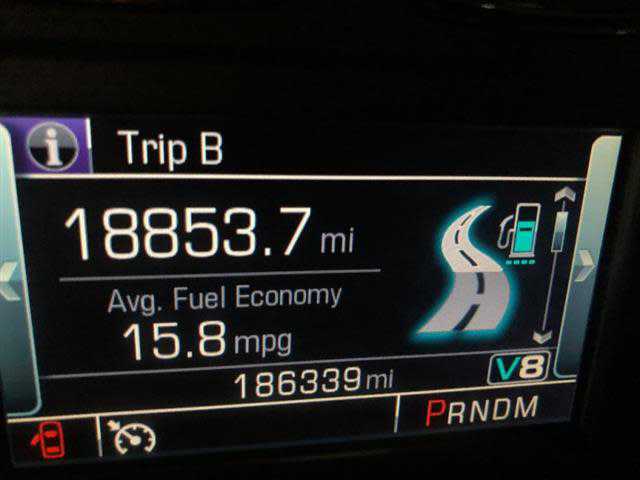 Trip B
18853.7 mi
Avg. Fuel Economy
15.8 mpg
186339 mi
V8
PRNDM